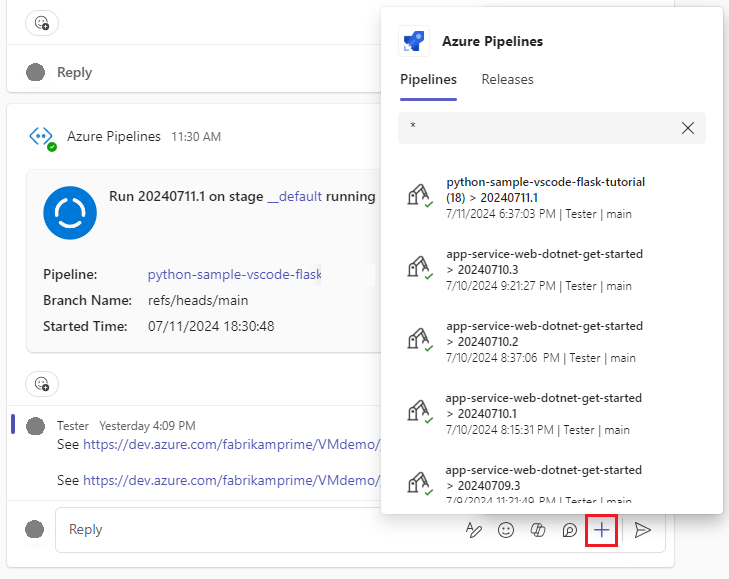 Reply
Azure Pipelines 11:30 AM
Run 20240711.1 on stage __default running
Pipeline: python-sample-vscode-flask
Branch Name: refs/heads/main
Started Time: 07/11/2024 18:30:48
Tester Yesterday 4:09 PM
See https://dev.azure.com/fabrikamprime/VMdemo/
See https://dev.azure.com/fabrikamprime/VMdemo/
Reply
Azure Pipelines
Pipelines Releases
*
python-sample-vscode-flask-tutorial
(18) > 20240711.1
7/11/2024 6:37:03 PM | Tester | main
app-service-web-dotnet-get-started
> 20240710.3
7/10/2024 9:21:27 PM | Tester | main
app-service-web-dotnet-get-started
> 20240710.2
7/10/2024 8:37:06 PM | Tester | main
app-service-web-dotnet-get-started
> 20240710.1
7/10/2024 8:15:31 PM | Tester | main
app-service-web-dotnet-get-started
> 20240709.3
7/9/2024 11:21:49 PM | Tester | main